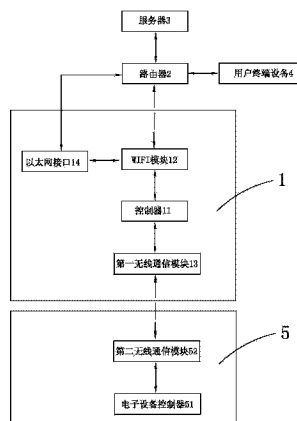 服务器3
路由器2
用户终端设备4
以太网接口14
WIFI模块12
控制器11
1
第一无线通信模块13
5
第二无线通信模块52
电子设备控制器51